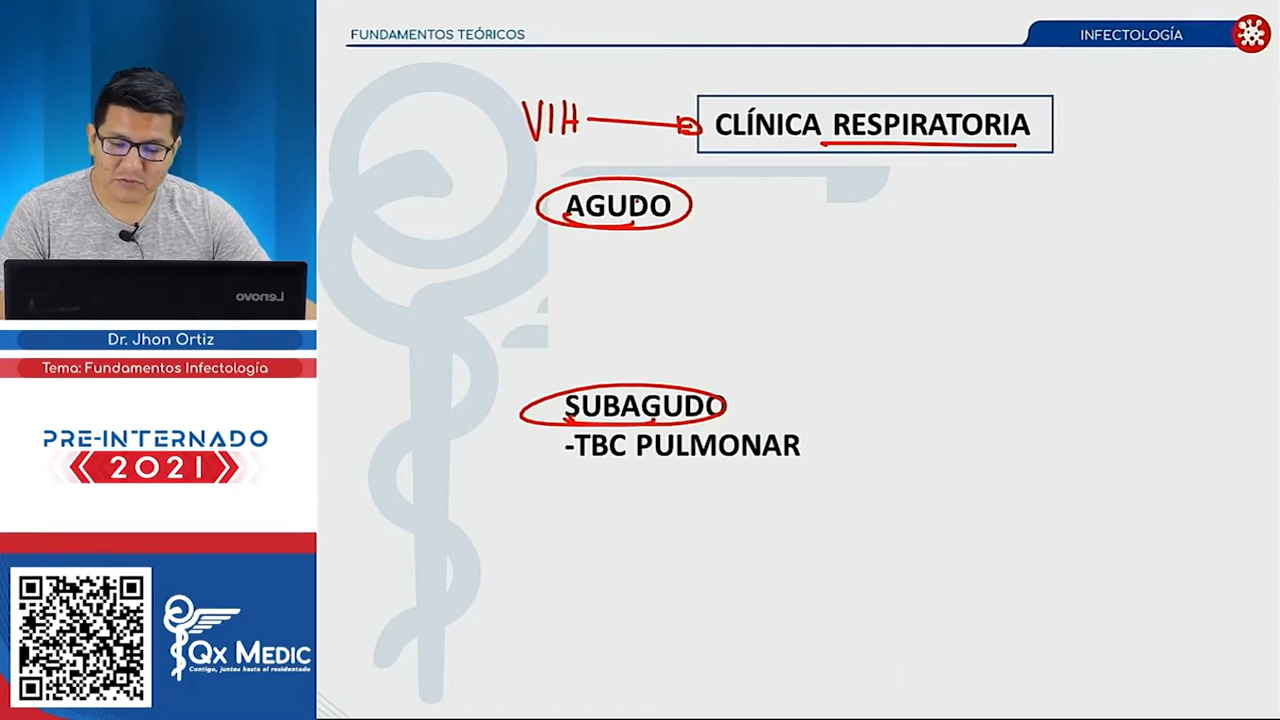 FUNDAMENTOS TEÓRICOS
INFECTOLOGÍA
VIH
CLÍNICA RESPIRATORIA
AGUDO
SUBAGUDO
-TBC PULMONAR
lenovo
Dr. Jhon Ortiz
Tema: Fundamentos Infectología
PRE-INTERNADO
2021
QX MEDIC
Contigo, juntos hasta el residentado